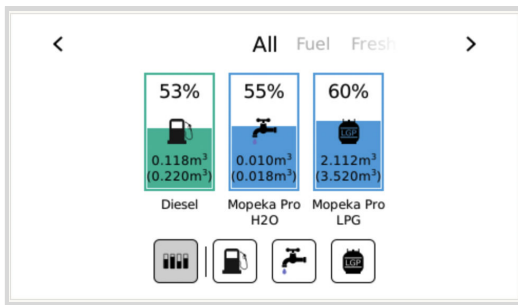 All Fuel Fresh
53% 55% 60%
LGP
0.118m³ 0.010m³ 2.112m³
(0.220m³) (0.018m³) (3.520m³)
Diesel Mopeka Pro Mopeka Pro
H2O LPG
LGP